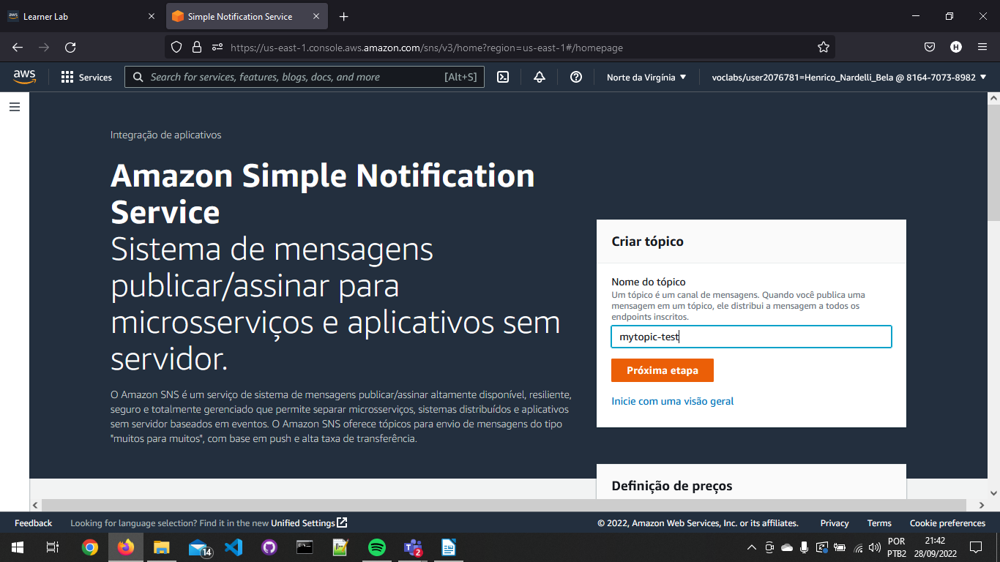 Learner Lab
Simple Notification Service
https://us-east-1.console.aws.amazon.com/sns/v3/home?region=us-east-1#/homepage
H
aws
Services
Search for services, features, blogs, docs, and more
[Alt+S]
Norte da Virgínia
voclabs/user2076781=Henrico_Nardelli_Bela @ 8164-7073-8982
Integração de aplicativos
Amazon Simple Notification
Service
Sistema de mensagens
publicar/assinar para
microsserviços e aplicativos sem
servidor.
O Amazon SNS é um serviço de sistema de mensagens publicar/assinar altamente disponível, resiliente,
seguro e totalmente gerenciado que permite separar microsserviços, sistemas distribuídos e aplicativos
sem servidor baseados em eventos. O Amazon SNS oferece tópicos para envio de mensagens do tipo
"muitos para muitos", com base em push e alta taxa de transferência.
Criar tópico
Nome do tópico
Um tópico é um canal de mensagens. Quando você publica uma
mensagem em um tópico, ele distribui a mensagem a todos os
endpoints inscritos.
mytopic-test
Próxima etapa
Inicie com uma visão geral
Definição de preços
Feedback
Looking for language selection? Find it in the new Unified Settings
© 2022, Amazon Web Services, Inc. or its affiliates.
Privacy
Terms
Cookie preferences
14
2
POR
PTB2
21:42
28/09/2022